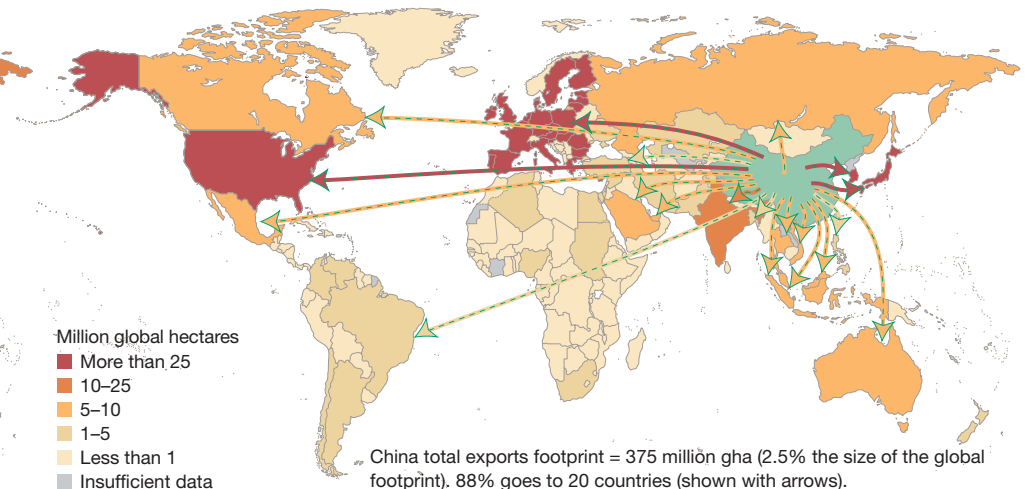 Million global hectares
More than 25
10–25
5–10
1–5
Less than 1
Insufficient data
China total exports footprint = 375 million gha (2.5% the size of the global
footprint). 88% goes to 20 countries (shown with arrows).